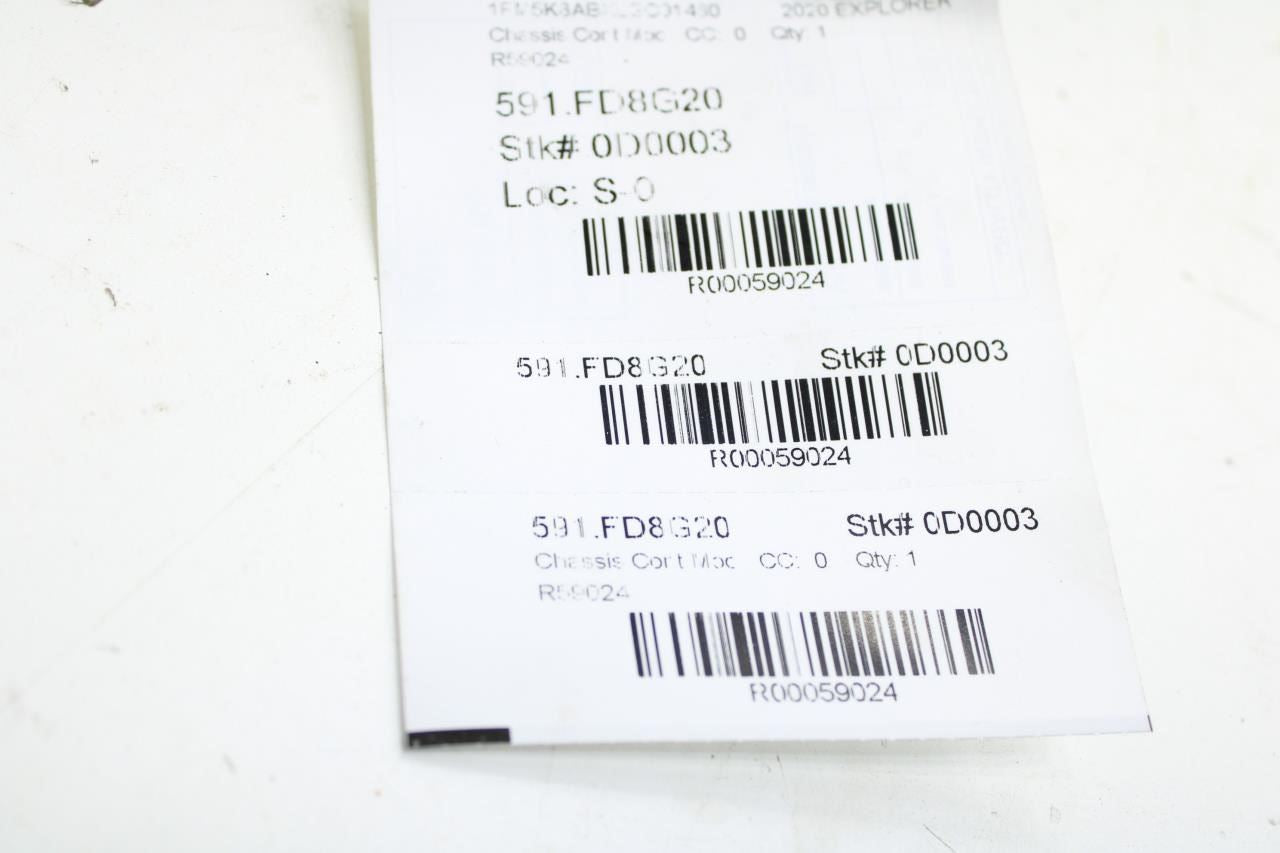 2020 EXPLORER
Chassis Cont Moc CC: 0 Qty: 1
R59024
591.FD8G20
Stk# 0D0003
Loc: S-0
R00059024
591.FD8G20 Stk# 0D0003
R00059024
591.FD8G20 Stk# 0D0003
Chassis Cont Moc CC: 0 Qty: 1
R59024
R00059024